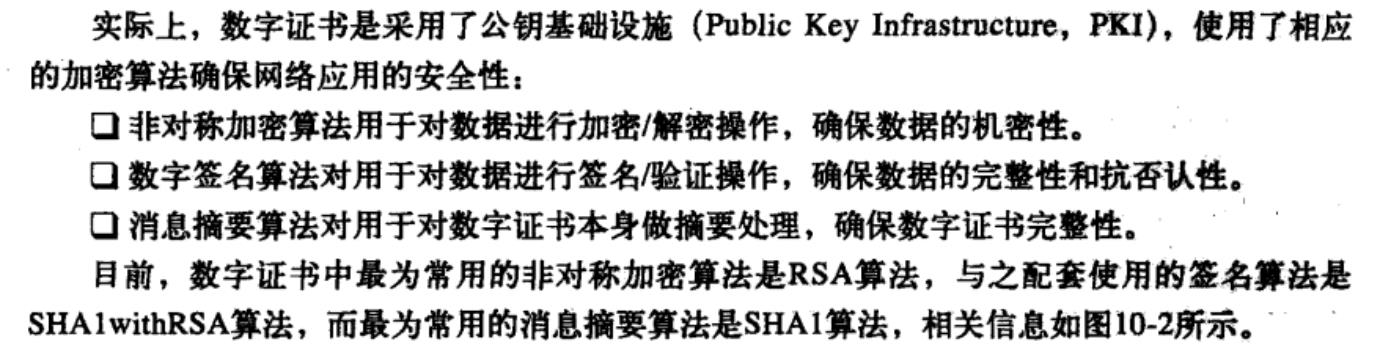 实际上，数字证书是采用了公钥基础设施（Public Key Infrastructure，PKI），使用了相应
的加密算法确保网络应用的安全性：
❑ 非对称加密算法用于对数据进行加密/解密操作，确保数据的机密性。
❑ 数字签名算法对用于对数据进行签名/验证操作，确保数据的完整性和抗否认性。
❑ 消息摘要算法对用于对数字证书本身做摘要处理，确保数字证书完整性。
目前，数字证书中最为常用的非对称加密算法是RSA算法，与之配套使用的签名算法是
SHA1withRSA算法，而最为常用的消息摘要算法是SHA1算法，相关信息如图10-2所示。